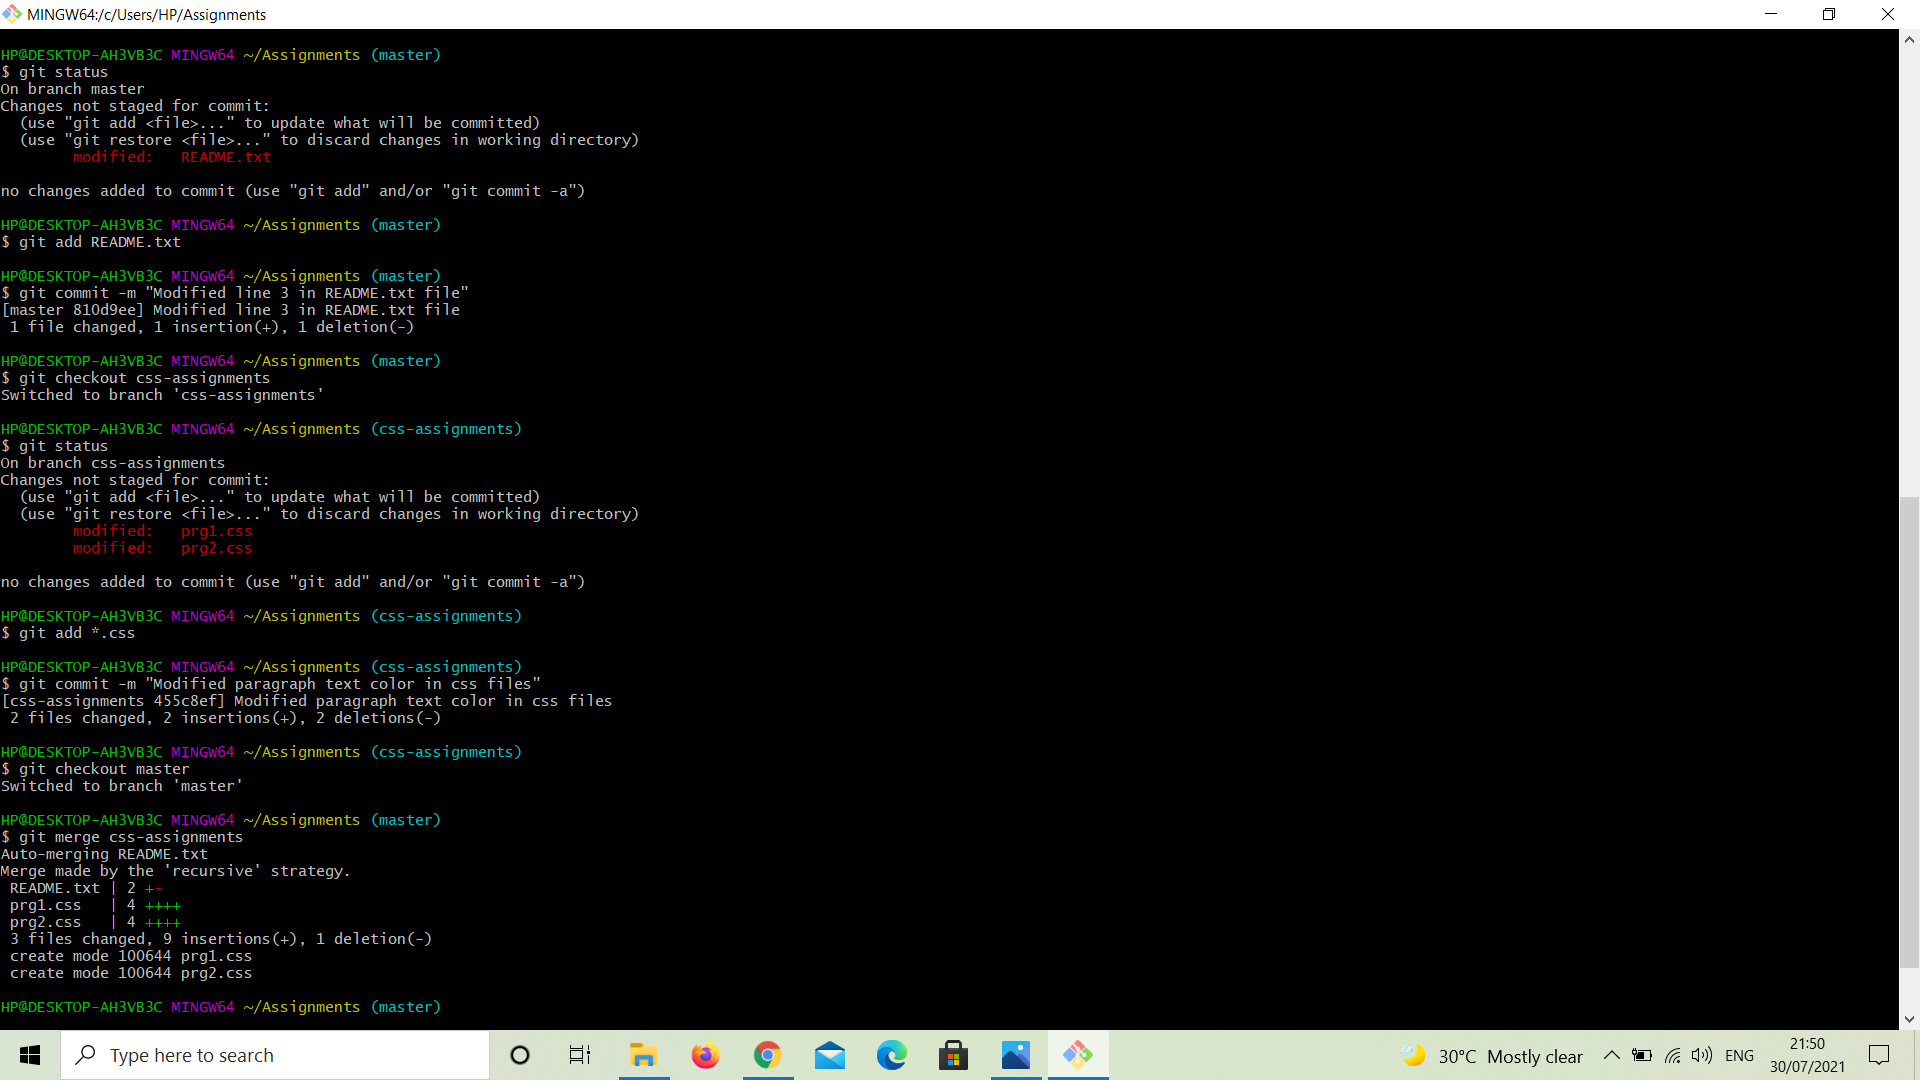 MINGW64:/c/Users/HP/Assignments
HP@DESKTOP-AH3VB3C MINGW64 ~/Assignments (master)
$ git status
On branch master
Changes not staged for commit:
  (use "git add <file>..." to update what will be committed)
  (use "git restore <file>..." to discard changes in working directory)
        modified:   README.txt

no changes added to commit (use "git add" and/or "git commit -a")

HP@DESKTOP-AH3VB3C MINGW64 ~/Assignments (master)
$ git add README.txt

HP@DESKTOP-AH3VB3C MINGW64 ~/Assignments (master)
$ git commit -m "Modified line 3 in README.txt file"
[master 810d9ee] Modified line 3 in README.txt file
 1 file changed, 1 insertion(+), 1 deletion(-)

HP@DESKTOP-AH3VB3C MINGW64 ~/Assignments (master)
$ git checkout css-assignments
Switched to branch 'css-assignments'

HP@DESKTOP-AH3VB3C MINGW64 ~/Assignments (css-assignments)
$ git status
On branch css-assignments
Changes not staged for commit:
  (use "git add <file>..." to update what will be committed)
  (use "git restore <file>..." to discard changes in working directory)
        modified:   prg1.css
        modified:   prg2.css

no changes added to commit (use "git add" and/or "git commit -a")

HP@DESKTOP-AH3VB3C MINGW64 ~/Assignments (css-assignments)
$ git add *.css

HP@DESKTOP-AH3VB3C MINGW64 ~/Assignments (css-assignments)
$ git commit -m "Modified paragraph text color in css files"
[css-assignments 455c8ef] Modified paragraph text color in css files
 2 files changed, 2 insertions(+), 2 deletions(-)

HP@DESKTOP-AH3VB3C MINGW64 ~/Assignments (css-assignments)
$ git checkout master
Switched to branch 'master'

HP@DESKTOP-AH3VB3C MINGW64 ~/Assignments (master)
$ git merge css-assignments
Auto-merging README.txt
Merge made by the 'recursive' strategy.
 README.txt | 2 +-
 prg1.css   | 4 ++++
 prg2.css   | 4 ++++
 3 files changed, 9 insertions(+), 1 deletion(-)
 create mode 100644 prg1.css
 create mode 100644 prg2.css

HP@DESKTOP-AH3VB3C MINGW64 ~/Assignments (master)
Type here to search
30°C Mostly clear
ENG
21:50
30/07/2021